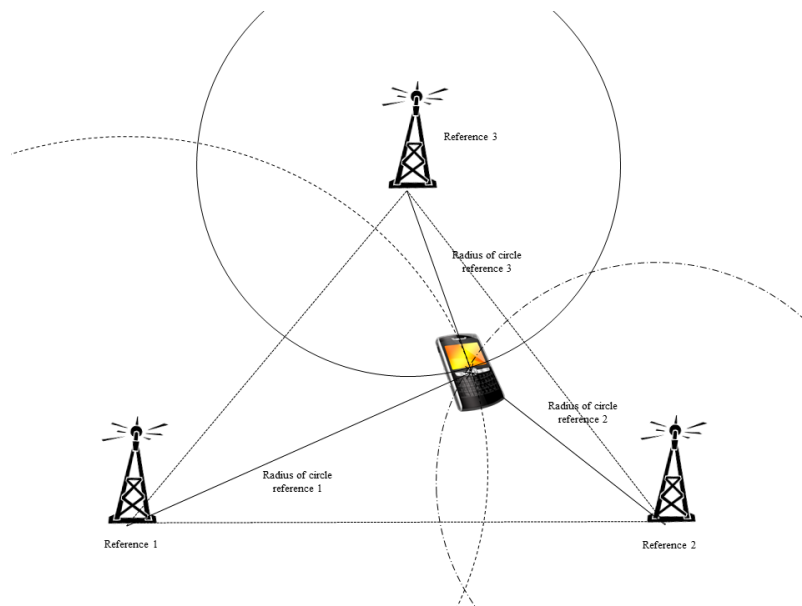 Reference 3
Radius of circle
reference 3
Radius of circle
reference 2
Radius of circle
reference 1
Reference 1
Reference 2